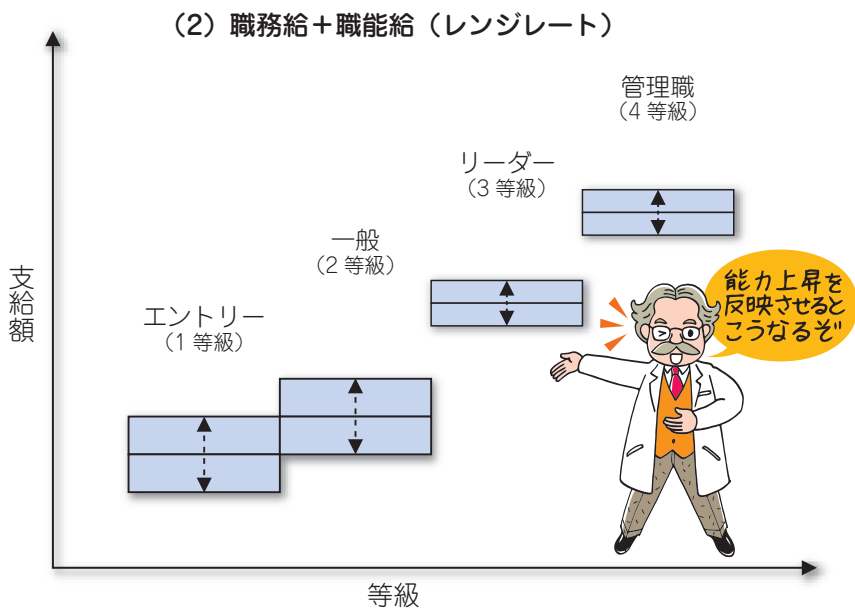 （2）職務給＋職能給（レンジレート）
管理職
（4 等級）
リーダー
（3 等級）
一般
（2 等級）
エントリー
（1 等級）
支給額
能力上昇を
反映させると
こうなるぞ
等級